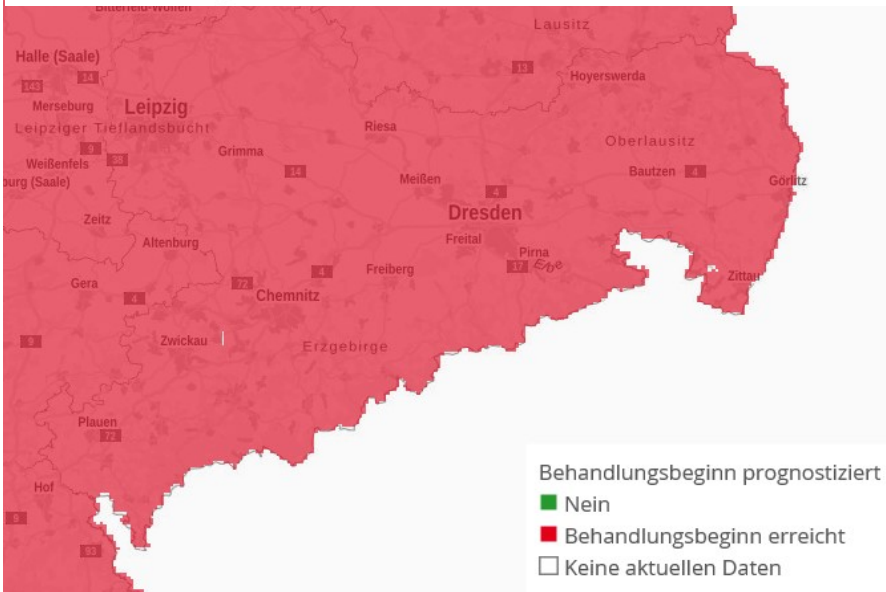 Bitterfeld-Wolfen
Lausitz
Halle (Saale)
14
13
Hoyerswerda
143
Merseburg
Leipzig
Leipziger Tieflandsbucht
Riesa
Oberlausitz
9
38
Grimma
Weißenfels
14
Bautzen
4
burg (Saale)
Meißen
4
Görlitz
Zeitz
Dresden
Altenburg
Freital
Pirna
17
Elbe
Gera
72
4
Freiberg
Zittau
4
Chemnitz
9
Zwickau
Erzgebirge
Plauen
72
Hof
9
93
Behandlungsbeginn prognostiziert
Nein
Behandlungsbeginn erreicht
Keine aktuellen Daten